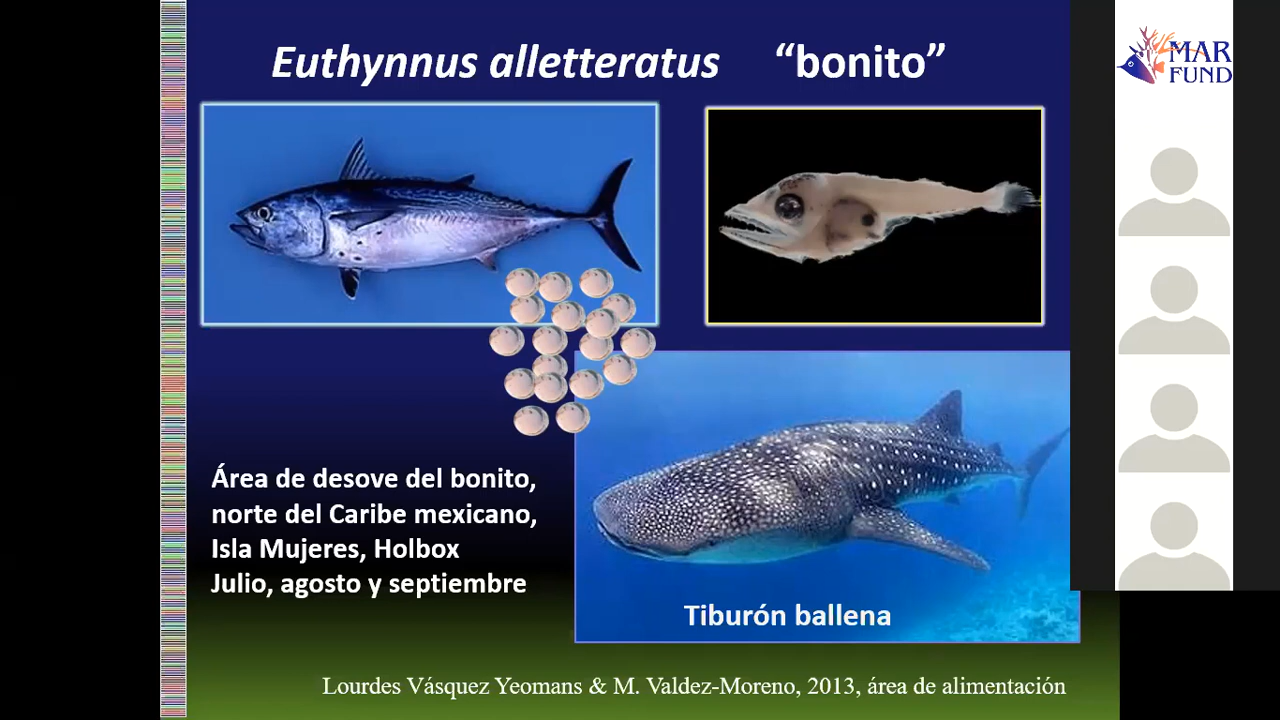 Euthynnus alletteratus “bonito”
MAR
FUND
Área de desove del bonito,
norte del Caribe mexicano,
Isla Mujeres, Holbox
Julio, agosto y septiembre
Tiburón ballena
Lourdes Vásquez Yeomans & M. Valdez-Moreno, 2013, área de alimentación